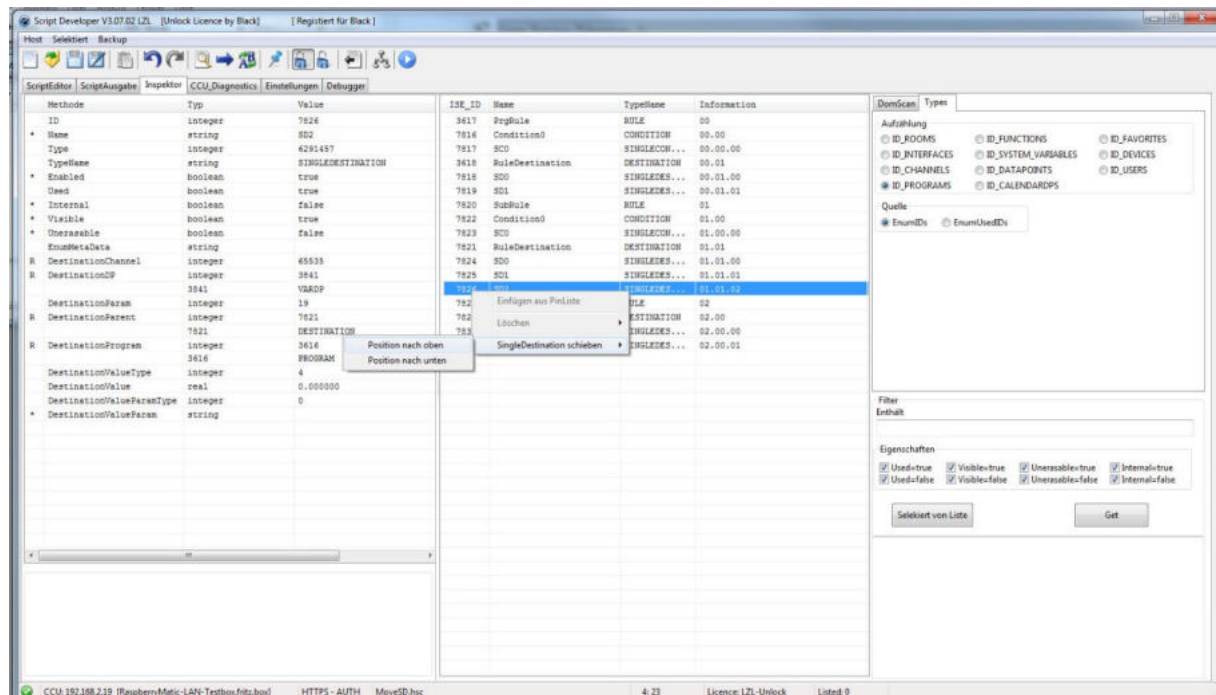 Script Developer V3.07.02 LZL [Unlock Licence by Black] [ Registiert für Black ]
Host Selektiert Backup
ScriptEditor ScriptAusgabe Inspektor CCU_Diagnostics Einstellungen Debugger
Methode Typ Value
ID integer 7826
* Name string SD2
Type integer 6291457
TypeName string SINGLEDESTINATION
* Enabled boolean true
Used boolean true
* Internal boolean false
* Visible boolean true
* Unerasable boolean false
EnumMetaData string
R DestinationChannel integer 65535
R DestinationDP integer 3841
3841 VARDP
DestinationParam integer 19
R DestinationParent integer 7821
7821 DESTINATION
R DestinationProgram integer 3616
3616 PROGRAM
DestinationValueType integer 4
DestinationValue real 0.000000
DestinationValueParamType integer 0
* DestinationValueParam string
ISE_ID Name TypeName Information
3617 PrgRule RULE 00
7816 Condition0 CONDITION 00.00
7817 SC0 SINGLECON... 00.00.00
3618 RuleDestination DESTINATION 00.01
7818 SD0 SINGLEDES... 00.01.00
7819 SD1 SINGLEDES... 00.01.01
7820 SubRule RULE 01
7822 Condition0 CONDITION 01.00
7823 SC0 SINGLECON... 01.00.00
7821 RuleDestination DESTINATION 01.01
7824 SD0 SINGLEDES... 01.01.00
7825 SD1 SINGLEDES... 01.01.01
7826 SD2 SINGLEDES... 01.01.02
02
02.00
02.00.00
02.00.01
Einfügen aus PinListe
Löschen
SingleDestination schieben
Position nach oben
Position nach unten
DomScan Types
Aufzählung
ID_ROOMS ID_FUNCTIONS ID_FAVORITES
ID_INTERFACES ID_SYSTEM_VARIABLES ID_DEVICES
ID_CHANNELS ID_DATAPOINTS ID_USERS
ID_PROGRAMS ID_CALENDARDPS
Quelle
EnumIDs EnumUsedIDs
Filter
Enthält
Eigenschaften
Used=true Visible=true Unerasable=true Internal=true
Used=false Visible=false Unerasable=false Internal=false
Selekiert von Liste Get
CCU: 192.168.2.19 [RaspberryMatic-LAN-Testbox.fritz.box] HTTPS - AUTH MoveSD.hsc 4: 23 Licence: LZL-Unlock Listed: 0